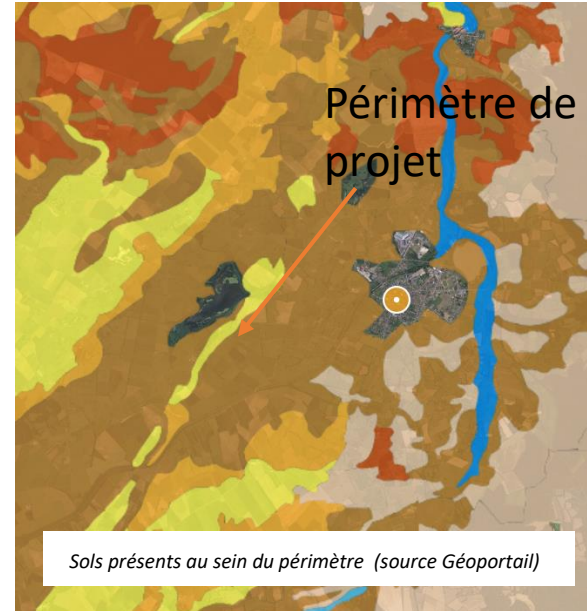 Périmètre de
projet
Sols présents au sein du périmètre (source Géoportail)